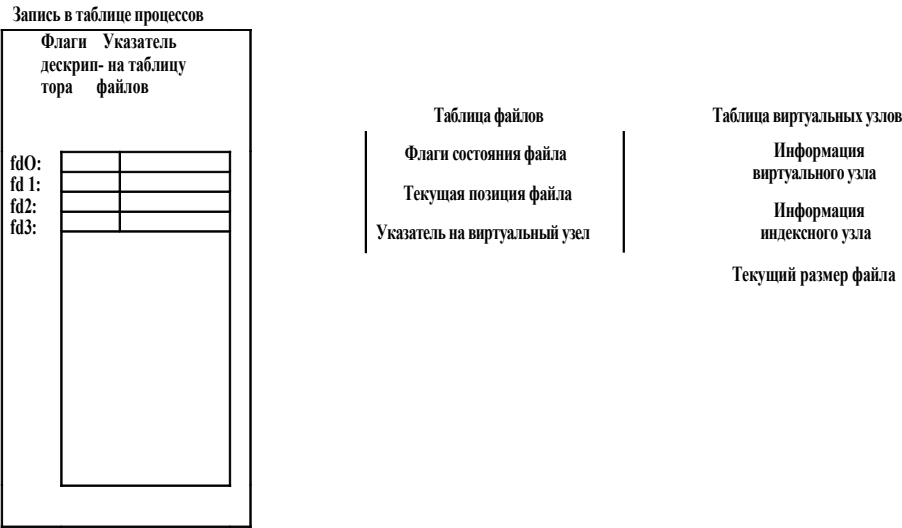 Запись в таблице процессов
Флаги Указатель
дескрип- на таблицу
тора файлов
fdO:
fd 1:
fd2:
fd3:
Таблица файлов
Флаги состояния файла
Текущая позиция файла
Указатель на виртуальный узел
Таблица виртуальных узлов
Информация
виртуального узла
Информация
индексного узла
Текущий размер файла